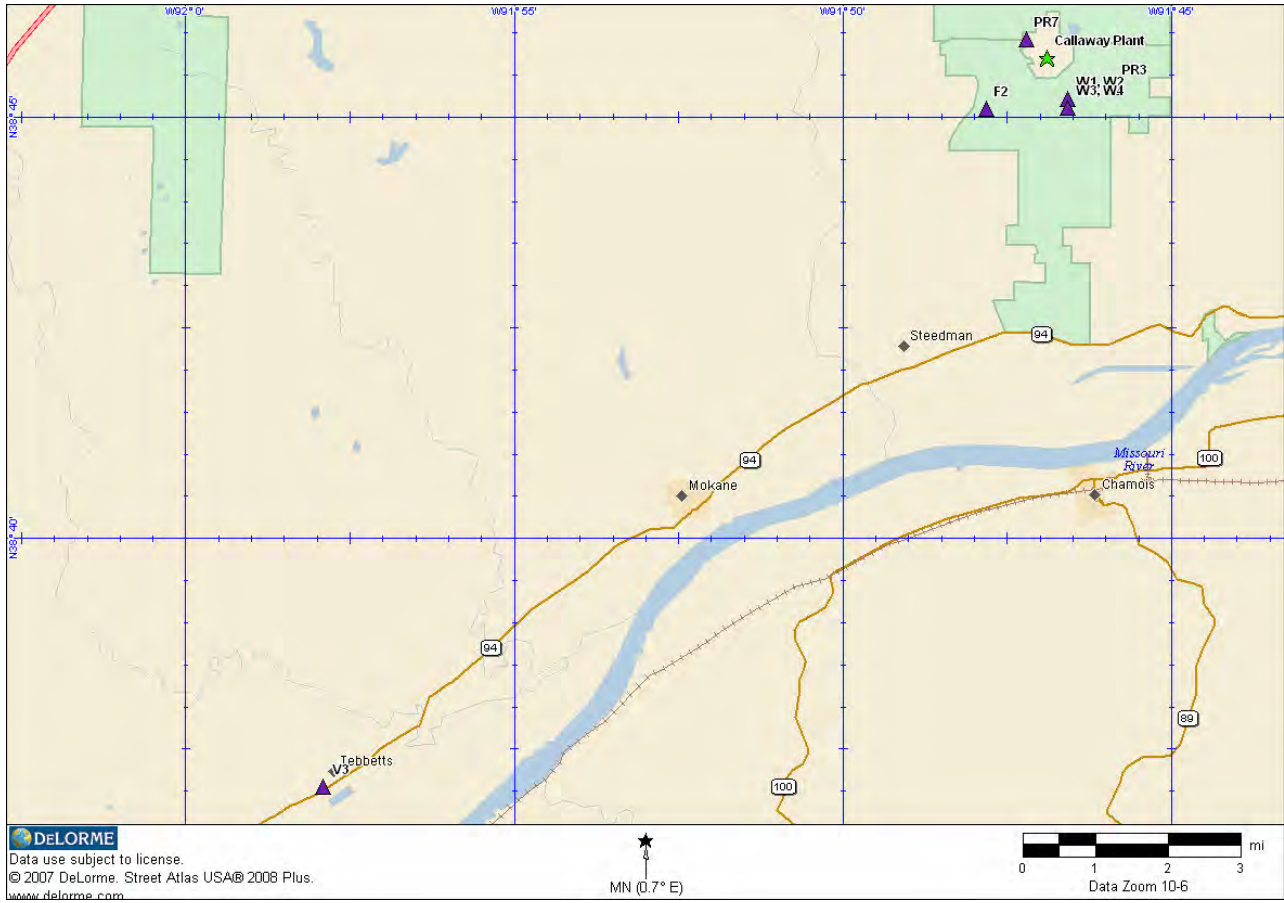 W92° 0'
W91° 55'
W91° 50'
W91° 45'
PR7
Callaway Plant
PR3
W1, W2
W3, W4
F2
N38° 45'
94
Steedman
94
Missouri
River
100
Mokane
Chamois
N38° 40'
94
89
Tebbetts
V3
100
DELORME
Data use subject to license.
© 2007 DeLorme. Street Atlas USA® 2008 Plus.
www.delorme.com
MN (0.7° E)
mi
0 1 2 3
Data Zoom 10-6